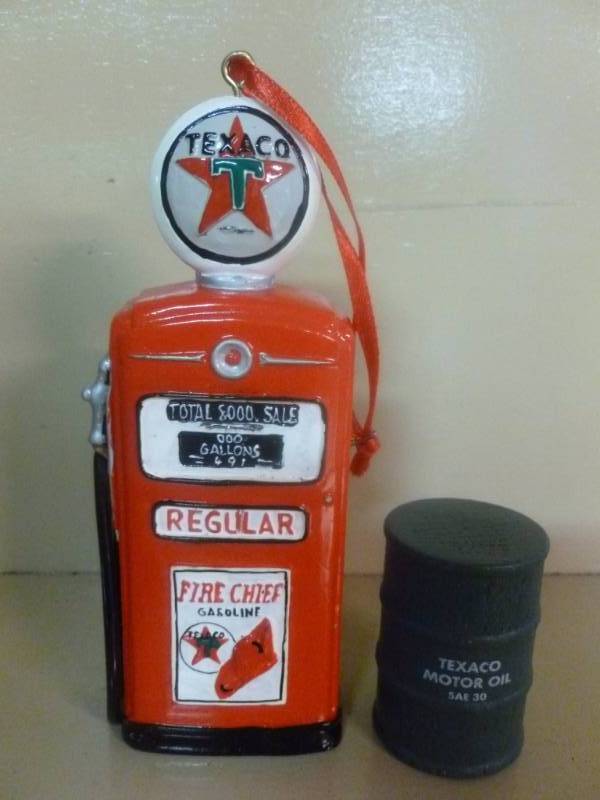 TEXACO
T
TOTAL $000. SALE
000
GALLONS
491
REGULAR
FIRE CHIEF
GASOLINE
TEXACO
T
TEXACO
MOTOR OIL
SAE 30